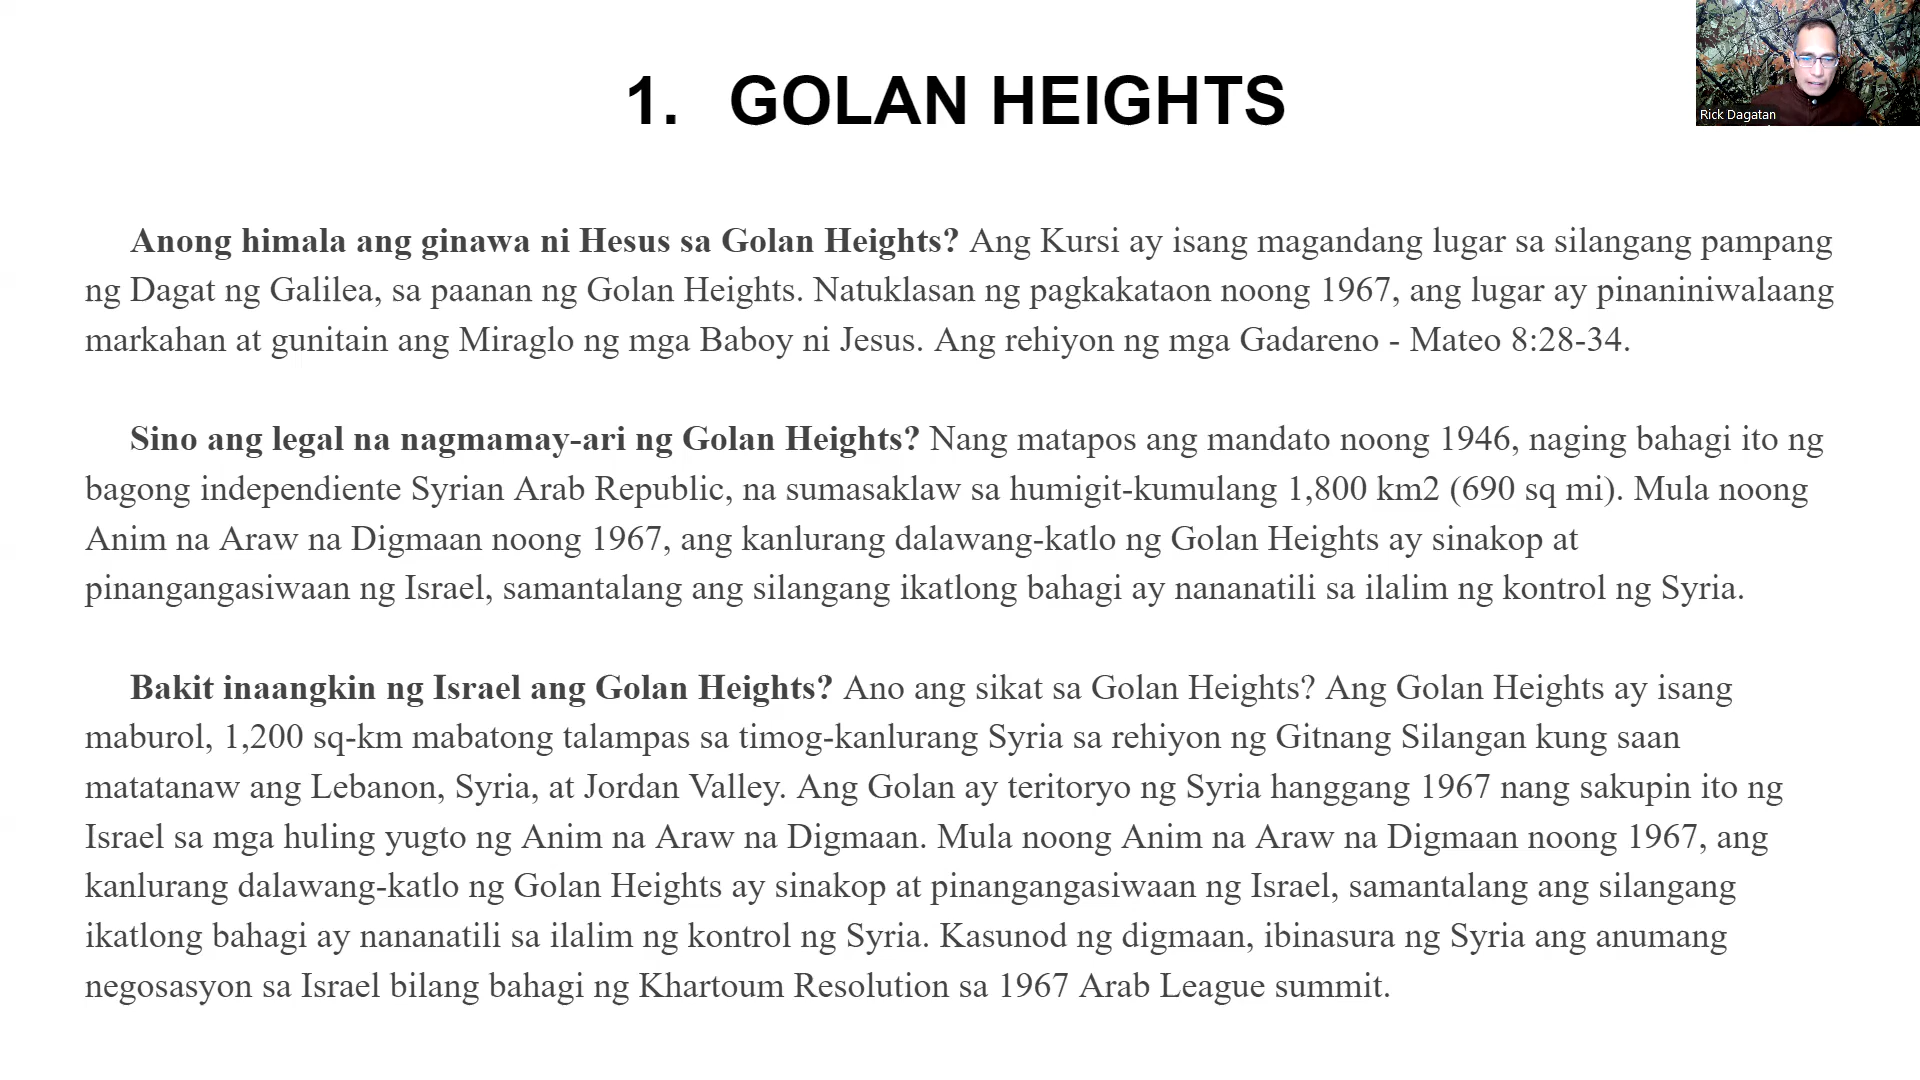 1. GOLAN HEIGHTS
Rick Dagatan
Anong himala ang ginawa ni Hesus sa Golan Heights? Ang Kursi ay isang magandang lugar sa silangang pampang
ng Dagat ng Galilea, sa paanan ng Golan Heights. Natuklasan ng pagkakataon noong 1967, ang lugar ay pinaniniwalaang
markahan at gunitain ang Miraglo ng mga Baboy ni Jesus. Ang rehiyon ng mga Gadareno - Mateo 8:28-34.
Sino ang legal na nagmamay-ari ng Golan Heights? Nang matapos ang mandato noong 1946, naging bahagi ito ng
bagong independiente Syrian Arab Republic, na sumasaklaw sa humigit-kumulang 1,800 km2 (690 sq mi). Mula noong
Anim na Araw na Digmaan noong 1967, ang kanlurang dalawang-katlo ng Golan Heights ay sinakop at
pinangangasiwaan ng Israel, samantalang ang silangang ikatlong bahagi ay nananatili sa ilalim ng kontrol ng Syria.
Bakit inaangkin ng Israel ang Golan Heights? Ano ang sikat sa Golan Heights? Ang Golan Heights ay isang
maburol, 1,200 sq-km mabatong talampas sa timog-kanlurang Syria sa rehiyon ng Gitnang Silangan kung saan
matatanaw ang Lebanon, Syria, at Jordan Valley. Ang Golan ay teritoryo ng Syria hanggang 1967 nang sakupin ito ng
Israel sa mga huling yugto ng Anim na Araw na Digmaan. Mula noong Anim na Araw na Digmaan noong 1967, ang
kanlurang dalawang-katlo ng Golan Heights ay sinakop at pinangangasiwaan ng Israel, samantalang ang silangang
ikatlong bahagi ay nananatili sa ilalim ng kontrol ng Syria. Kasunod ng digmaan, ibinasura ng Syria ang anumang
negosasyon sa Israel bilang bahagi ng Khartoum Resolution sa 1967 Arab League summit.